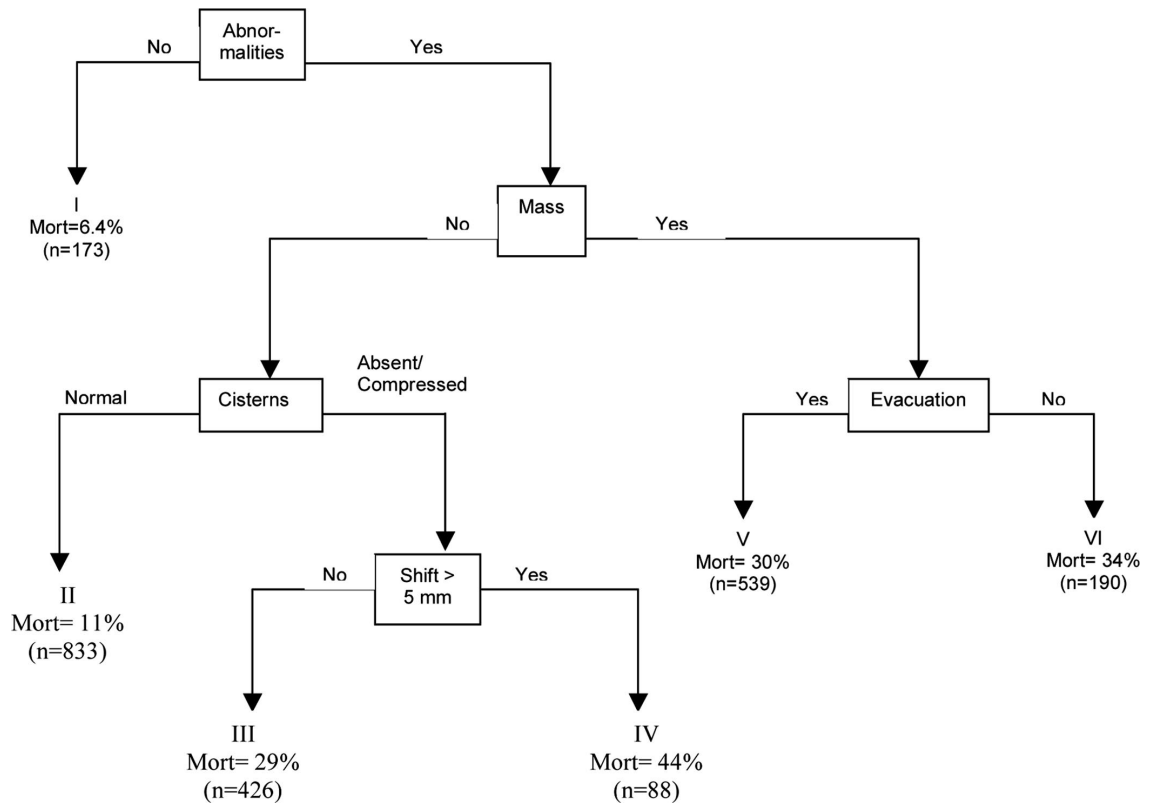 Abnor-
malities
No
Yes
I
Mort=6.4%
(n=173)
Mass
No
Yes
Cisterns
Normal
Absent/
Compressed
Evacuation
Yes
No
II
Mort= 11%
(n=833)
Shift >
5 mm
No
Yes
V
Mort= 30%
(n=539)
VI
Mort= 34%
(n=190)
III
Mort= 29%
(n=426)
IV
Mort= 44%
(n=88)